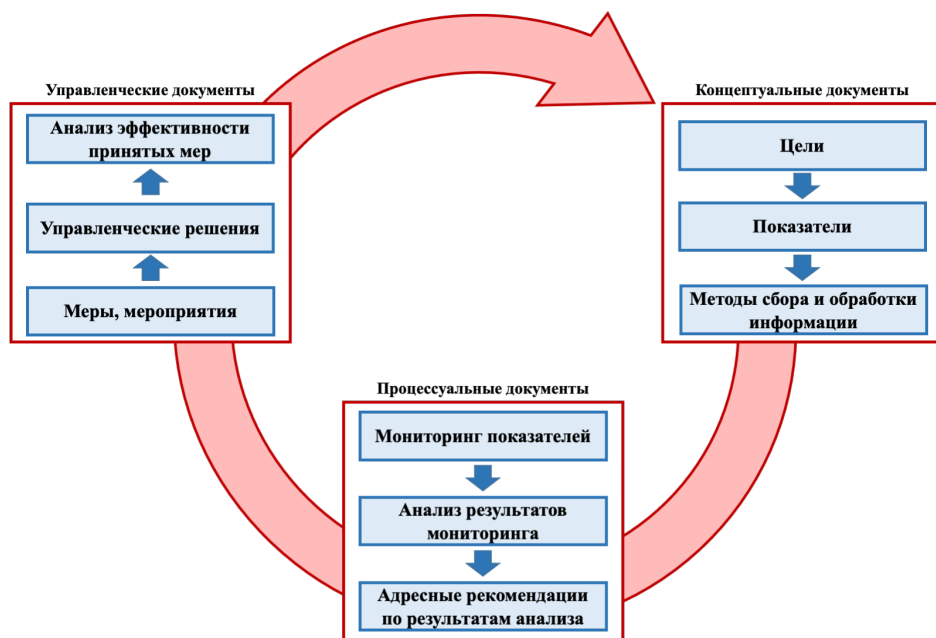 Управленческие документы
Анализ эффективности
принятых мер
Управленческие решения
Меры, мероприятия
Концептуальные документы
Цели
Показатели
Методы сбора и обработки
информации
Процессуальные документы
Мониторинг показателей
Анализ результатов
мониторинга
Адресные рекомендации
по результатам анализа